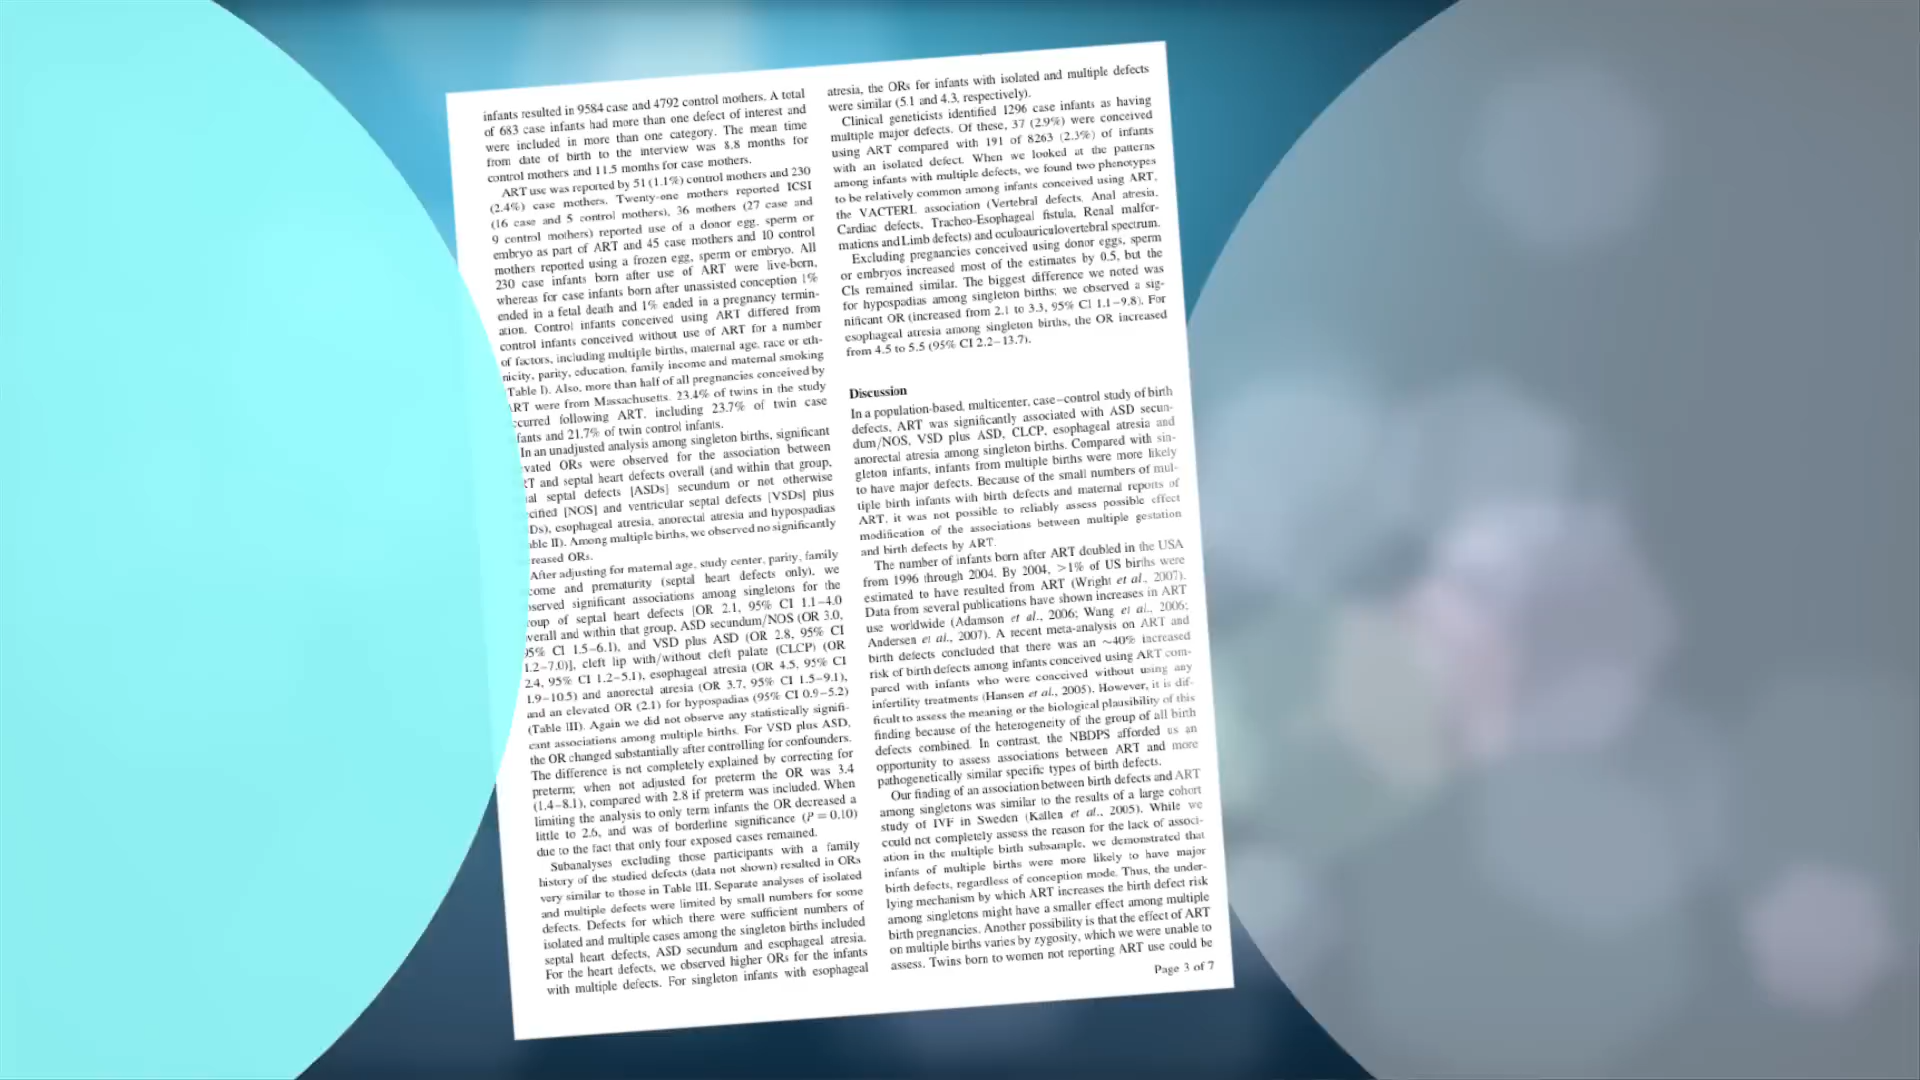 infants resulted in 9584 case and 4792 control mothers. A total
of 683 case infants had more than one defect of interest and
were included in more than one category. The mean time
from date of birth to the interview was 8.8 months for
control mothers and 11.5 months for case mothers.
ART use was reported by 51 (1.1%) control mothers and 230
(2.4%) case mothers. Twenty-one mothers reported ICSI
(16 case and 5 control mothers), 36 mothers (27 case and
9 control mothers) reported use of a donor egg, sperm or
embryo as part of ART and 45 case mothers and 10 control
mothers reported using a frozen egg, sperm or embryo. All
230 case infants born after use of ART were live-born,
whereas for case infants born after unassisted conception 1%
ended in a fetal death and 1% ended in a pregnancy termin-
ation. Control infants conceived using ART differed from
control infants conceived without use of ART for a number
of factors, including multiple births, maternal age, race or eth-
nicity, parity, education, family income and maternal smoking
Table I). Also, more than half of all pregnancies conceived by
RT were from Massachusetts. 23.4% of twins in the study
curred following ART, including 23.7% of twin case
fants and 21.7% of twin control infants.
In an unadjusted analysis among singleton births, significant
vated ORs were observed for the association between
T and septal heart defects overall (and within that group,
al septal defects [ASDs] secundum or not otherwise
cified [NOS] and ventricular septal defects [VSDs] plus
Ds), esophageal atresia, anorectal atresia and hypospadias
ble II). Among multiple births, we observed no significantly
reased ORs.
After adjusting for maternal age, study center, parity, family
come and prematurity (septal heart defects only), we
served significant associations among singletons for the
roup of septal heart defects [OR 2.1, 95% CI 1.1–4.0
verall and within that group, ASD secundum/NOS (OR 3.0,
95% CI 1.5–6.1), and VSD plus ASD (OR 2.8, 95% CI
1.2–7.0)], cleft lip with/without cleft palate (CLCP) (OR
2.4, 95% CI 1.2–5.1), esophageal atresia (OR 4.5, 95% CI
1.9–10.5) and anorectal atresia (OR 3.7, 95% CI 1.5–9.1),
and an elevated OR (2.1) for hypospadias (95% CI 0.9–5.2)
(Table III). Again we did not observe any statistically signifi-
cant associations among multiple births. For VSD plus ASD,
the OR changed substantially after controlling for confounders.
The difference is not completely explained by correcting for
preterm; when not adjusted for preterm the OR was 3.4
(1.4–8.1), compared with 2.8 if preterm was included. When
limiting the analysis to only term infants the OR decreased a
little to 2.6, and was of borderline significance (P = 0.10)
due to the fact that only four exposed cases remained.
Subanalyses excluding those participants with a family
history of the studied defects (data not shown) resulted in ORs
very similar to those in Table III. Separate analyses of isolated
and multiple defects were limited by small numbers for some
defects. Defects for which there were sufficient numbers of
isolated and multiple cases among the singleton births included
septal heart defects, ASD secundum and esophageal atresia.
For the heart defects, we observed higher ORs for the infants
with multiple defects. For singleton infants with esophageal
atresia, the ORs for infants with isolated and multiple defects
were similar (5.1 and 4.3, respectively).
Clinical geneticists identified 1296 case infants as having
multiple major defects. Of these, 37 (2.9%) were conceived
using ART compared with 191 of 8263 (2.3%) of infants
with an isolated defect. When we looked at the patterns
among infants with multiple defects, we found two phenotypes
to be relatively common among infants conceived using ART,
the VACTERL association (Vertebral defects, Anal atresia,
Cardiac defects, Tracheo-Esophageal fistula, Renal malfor-
mations and Limb defects) and oculoauriculovertebral spectrum.
Excluding pregnancies conceived using donor eggs, sperm
or embryos increased most of the estimates by 0.5, but the
CIs remained similar. The biggest difference we noted was
for hypospadias among singleton births; we observed a sig-
nificant OR (increased from 2.1 to 3.3, 95% CI 1.1–9.8). For
esophageal atresia among singleton births, the OR increased
from 4.5 to 5.5 (95% CI 2.2–13.7).
Discussion
In a population-based, multicenter, case–control study of birth
defects, ART was significantly associated with ASD secun-
dum/NOS, VSD plus ASD, CLCP, esophageal atresia and
anorectal atresia among singleton births. Compared with sin-
gleton infants, infants from multiple births were more likely
to have major defects. Because of the small numbers of mul-
tiple birth infants with birth defects and maternal reports of
ART, it was not possible to reliably assess possible effect
modification of the associations between multiple gestation
and birth defects by ART.
The number of infants born after ART doubled in the USA
from 1996 through 2004. By 2004, >1% of US births were
estimated to have resulted from ART (Wright et al., 2007).
Data from several publications have shown increases in ART
use worldwide (Adamson et al., 2006; Wang et al., 2006;
Andersen et al., 2007). A recent meta-analysis on ART and
birth defects concluded that there was an ~40% increased
risk of birth defects among infants conceived using ART com-
pared with infants who were conceived without using any
infertility treatments (Hansen et al., 2005). However, it is dif-
ficult to assess the meaning or the biological plausibility of this
finding because of the heterogeneity of the group of all birth
defects combined. In contrast, the NBDPS afforded us an
opportunity to assess associations between ART and more
pathogenetically similar specific types of birth defects.
Our finding of an association between birth defects and ART
among singletons was similar to the results of a large cohort
study of IVF in Sweden (Kallen et al., 2005). While we
could not completely assess the reason for the lack of associ-
ation in the multiple birth subsample, we demonstrated that
infants of multiple births were more likely to have major
birth defects, regardless of conception mode. Thus, the under-
lying mechanism by which ART increases the birth defect risk
among singletons might have a smaller effect among multiple
birth pregnancies. Another possibility is that the effect of ART
on multiple births varies by zygosity, which we were unable to
assess. Twins born to women not reporting ART use could be
Page 3 of 7